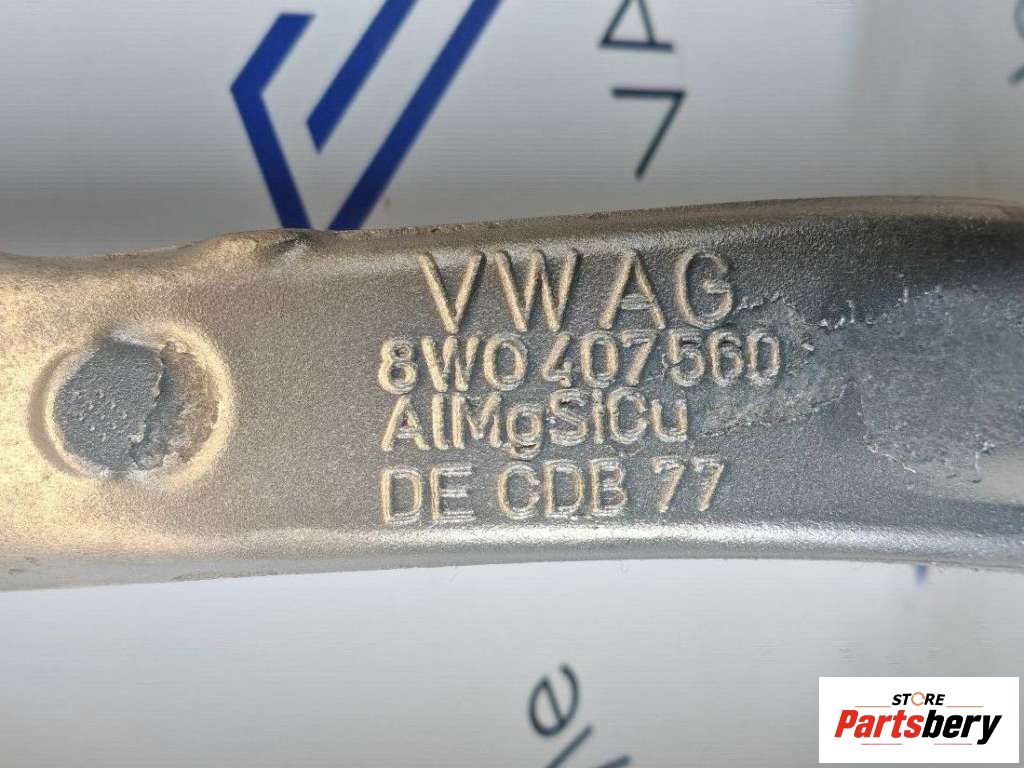 VW AG
8W0 407 560
AlMgSiCu
DE CDB 77
STORE
Partsbery